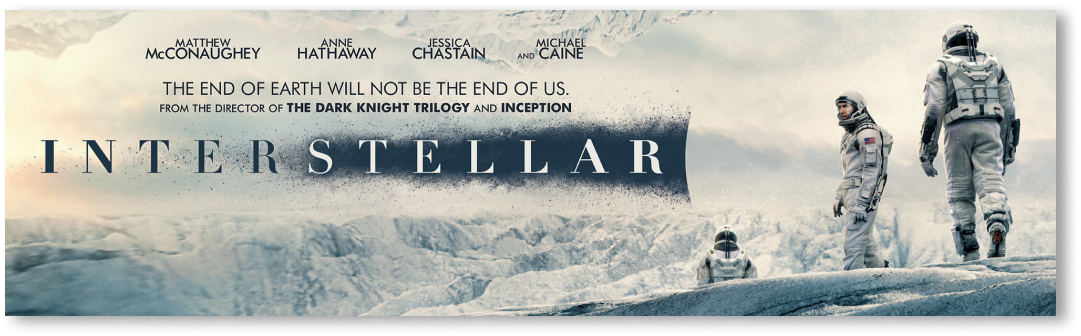 MATTHEW McCONAUGHEY
ANNE HATHAWAY
JESSICA CHASTAIN
AND MICHAEL CAINE
THE END OF EARTH WILL NOT BE THE END OF US.
FROM THE DIRECTOR OF THE DARK KNIGHT TRILOGY AND INCEPTION
INTERSTELLAR